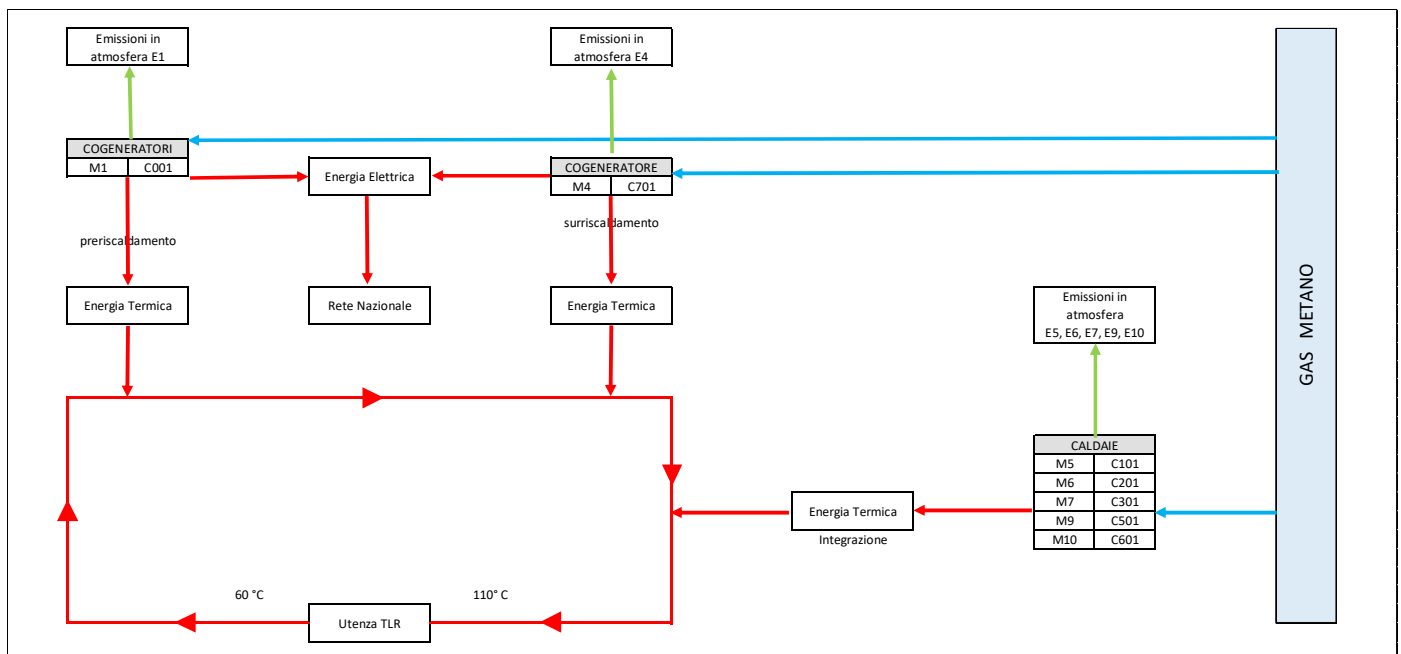 Emissioni in
atmosfera E1
Emissioni in
atmosfera E4
COGENERATORI
M1 C001
Energia Elettrica
COGENERATORE
M4 C701
preriscaldamento
surriscaldamento
Energia Termica
Rete Nazionale
Energia Termica
Emissioni in
atmosfera
E5, E6, E7, E9, E10
GAS METANO
CALDAIE
M5 C101
M6 C201
M7 C301
M9 C501
M10 C601
Energia Termica
Integrazione
60 °C
110° C
Utenza TLR